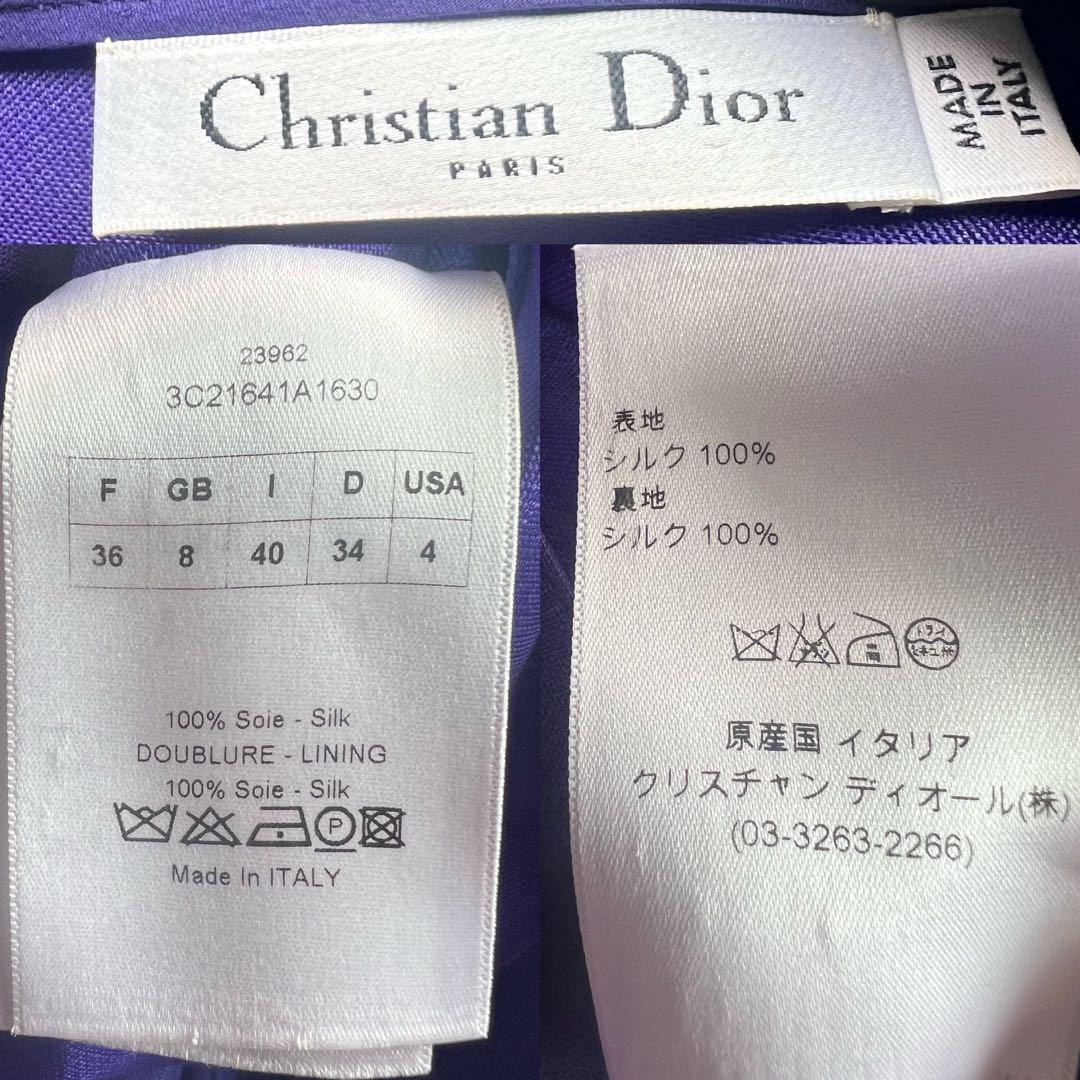 Christian Dior
PARIS
MADE
IN
ITALY
23962
3C21641A1630
F GB I D USA
36 8 40 34 4
100% Soie - Silk
DOUBLURE - LINING
100% Soie - Silk
P
Made In ITALY
表地
シルク 100%
裏地
シルク 100%
原産国 イタリア
クリスチャン ディオール(株)
(03-3263-2266)